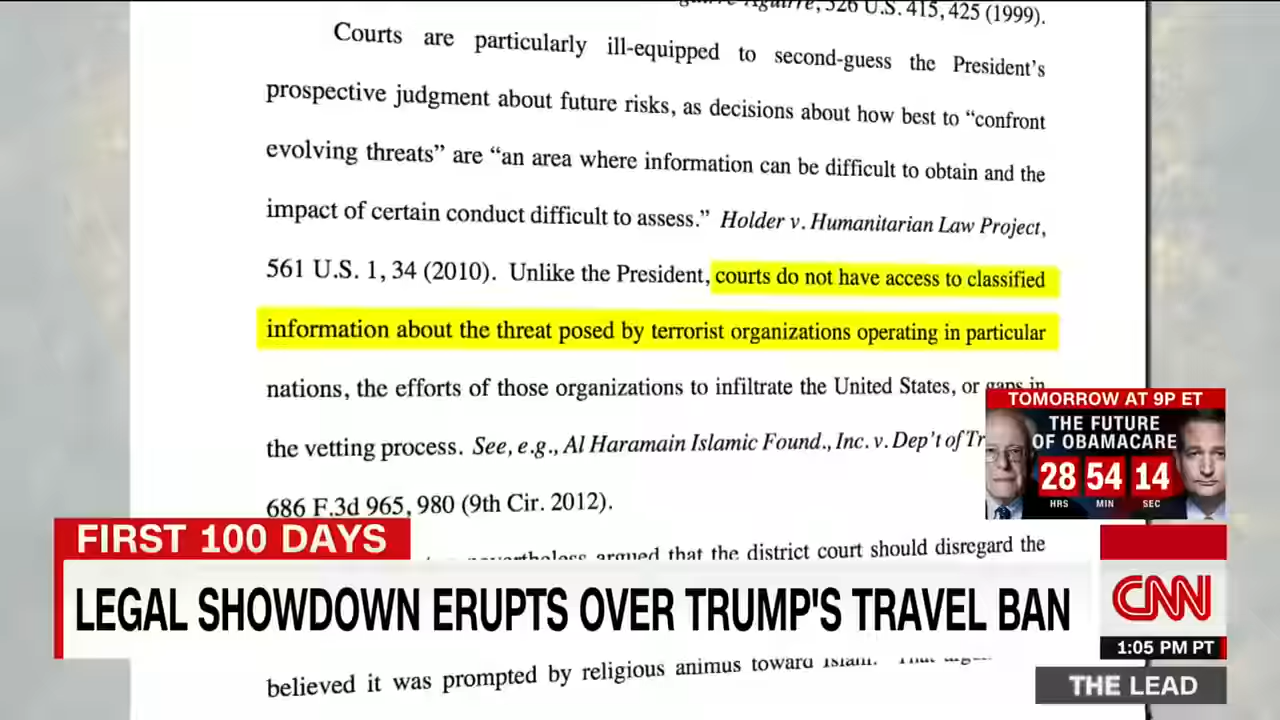 Aguirre, 526 U.S. 415, 425 (1999).
Courts are particularly ill-equipped to second-guess the President's
prospective judgment about future risks, as decisions about how best to “confront
evolving threats” are “an area where information can be difficult to obtain and the
impact of certain conduct difficult to assess.” Holder v. Humanitarian Law Project,
561 U.S. 1, 34 (2010). Unlike the President, courts do not have access to classified
information about the threat posed by terrorist organizations operating in particular
nations, the efforts of those organizations to infiltrate the United States, or gaps in
the vetting process. See, e.g., Al Haramain Islamic Found., Inc. v. Dep't of
686 F.3d 965, 980 (9th Cir. 2012).
nevertheless argued that the district court should disregard the
believed it was prompted by religious animus toward Islam. That
TOMORROW AT 9P ET
THE FUTURE
OF OBAMACARE
28 54 14
HRS MIN SEC
FIRST 100 DAYS
LEGAL SHOWDOWN ERUPTS OVER TRUMP'S TRAVEL BAN
CNN
1:05 PM PT
THE LEAD